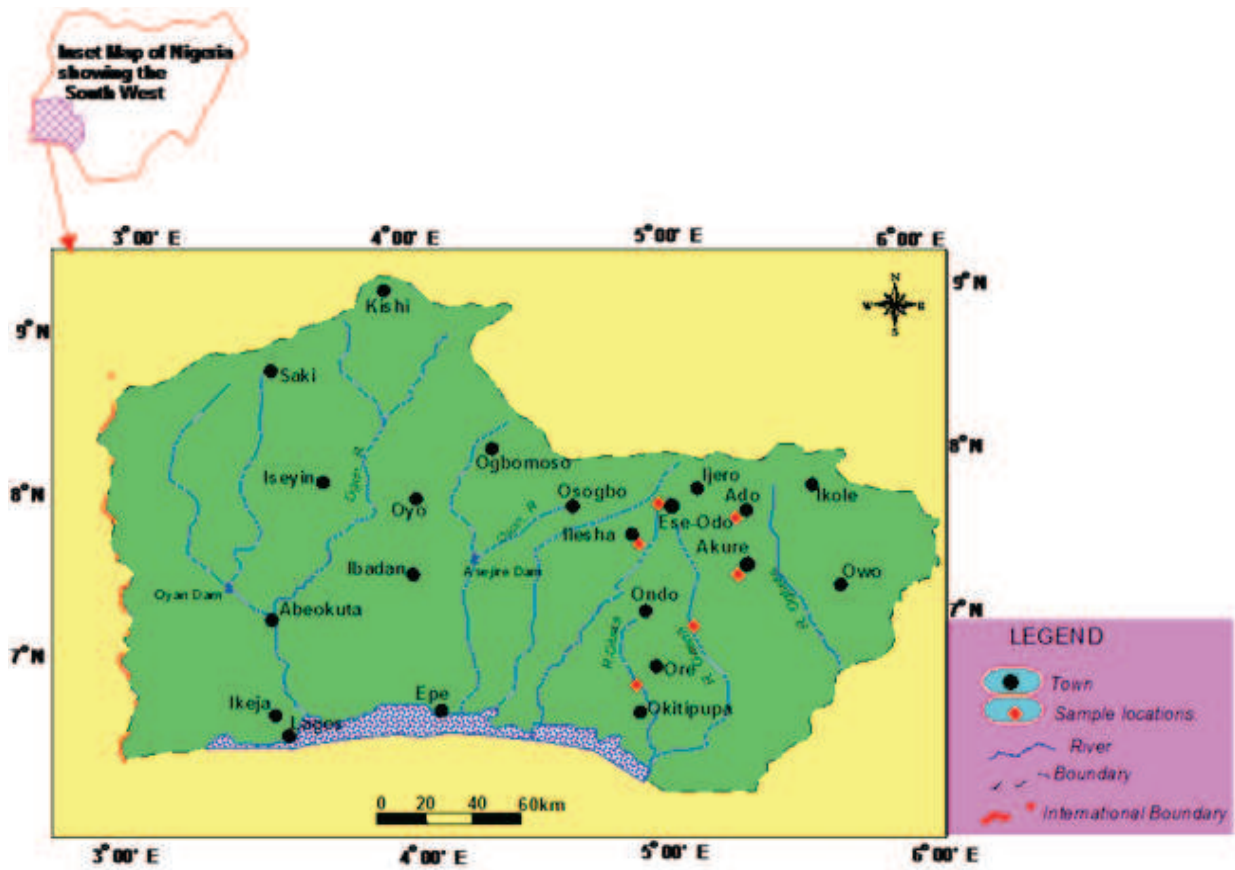 Inset Map of Nigeria
showing the
South West
3°00' E
4°00' E
5°00' E
6°00' E
9°N
9°N
8°N
8°N
7°N
7°N
N
W
E
S
Kishi
Saki
Iseyin
Ogbomoso
Oyo
Osogbo
Ijero
Ado
Ikole
Ese-Odo
Ilesha
Akure
Ibadan
Asejire Dam
Owo
Oyan Dam
Abeokuta
Ondo
Ore
Okitipupa
Ikeja
Lagos
Epe
0 20 40 60km
3°00' E
4°00' E
5°00' E
6°00' E
LEGEND
Town
Sample locations
River
Boundary
International Boundary